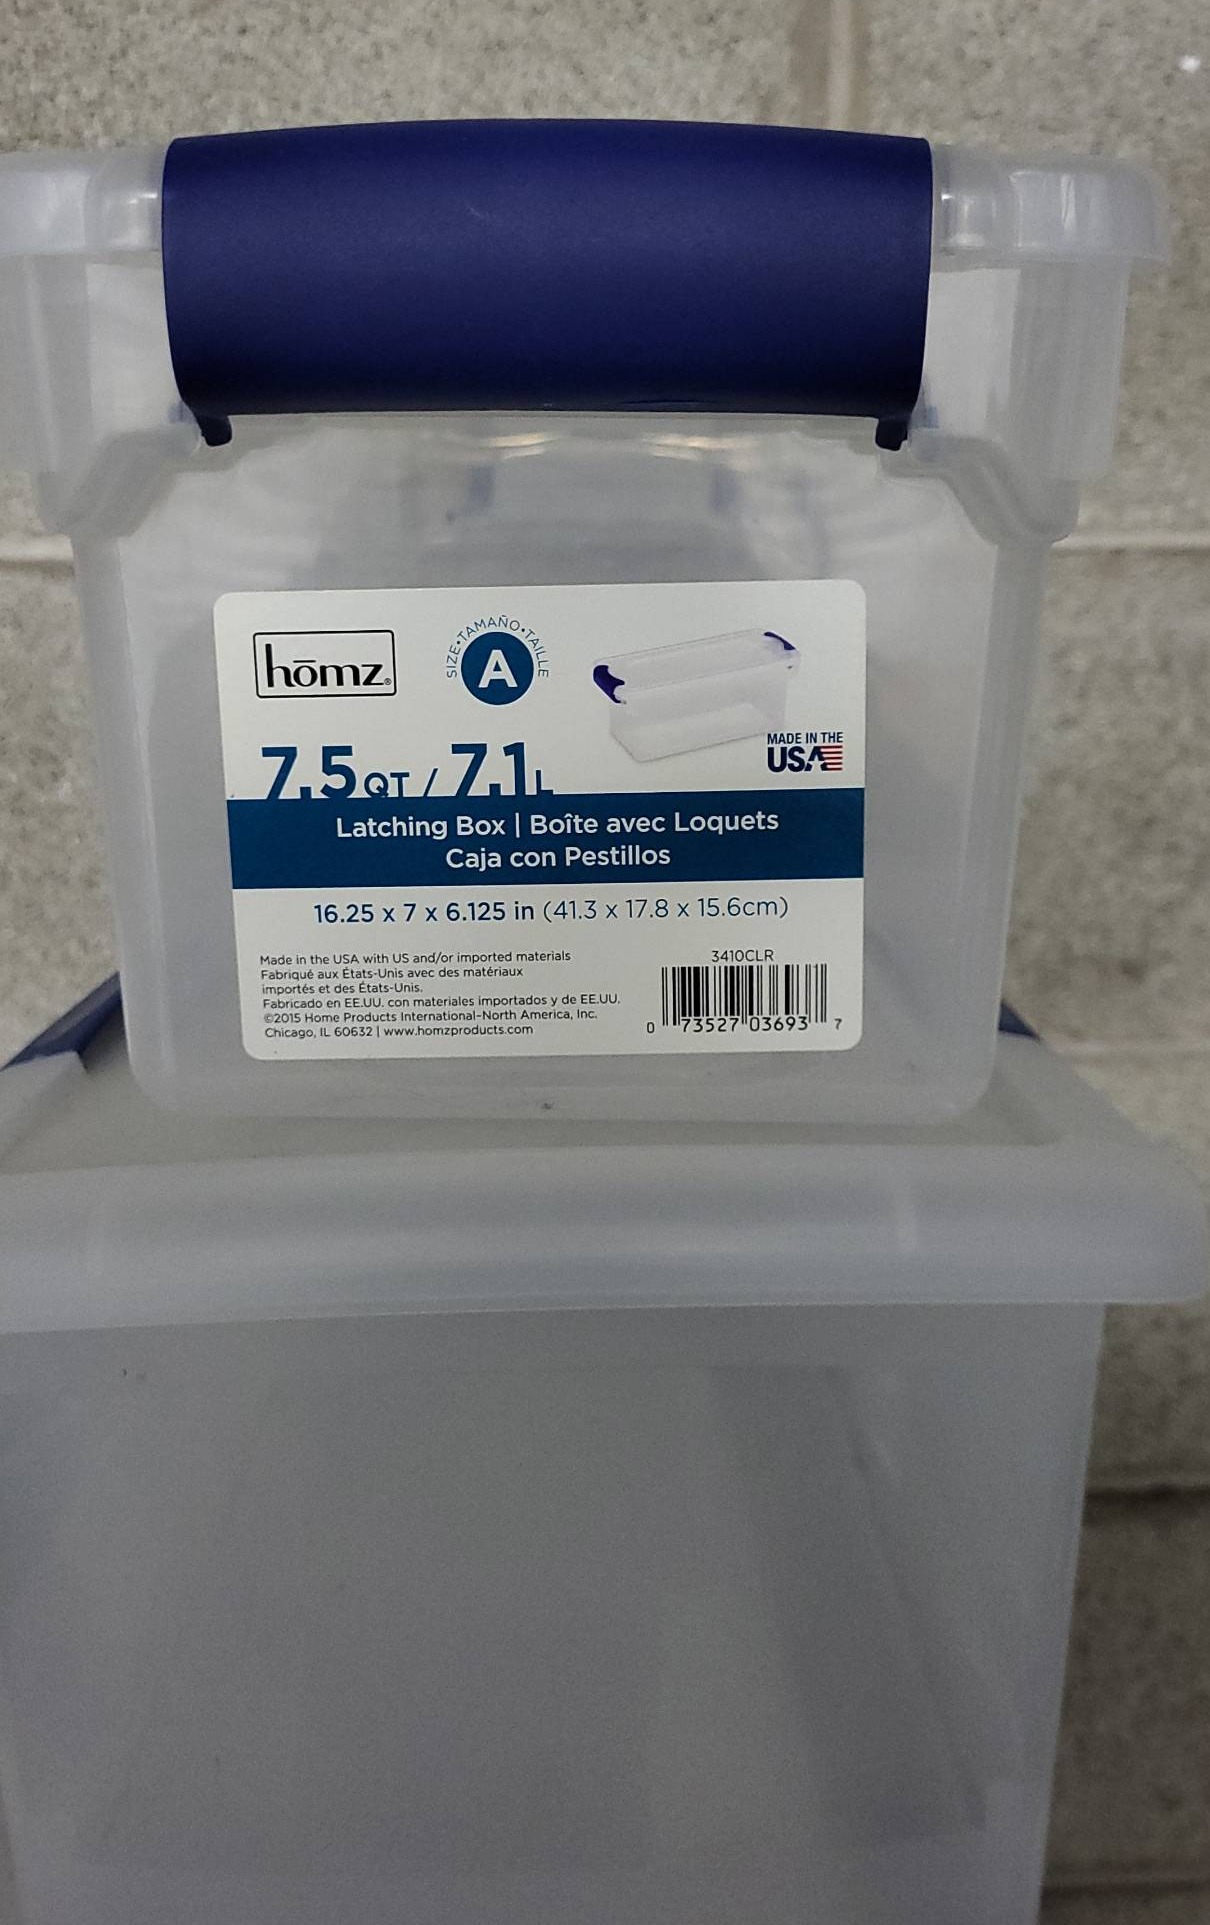 hōmz®
SIZE•TAMAÑO•TAILLE
A
7.5QT / 7.1L
MADE IN THE
USA
Latching Box | Boîte avec Loquets
Caja con Pestillos
16.25 x 7 x 6.125 in (41.3 x 17.8 x 15.6cm)
Made in the USA with US and/or imported materials
Fabriqué aux États-Unis avec des matériaux
importés et des États-Unis.
Fabricado en EE.UU. con materiales importados y de EE.UU.
©2015 Home Products International-North America, Inc.
Chicago, IL 60632 | www.homzproducts.com
3410CLR
0 73527 03693 7